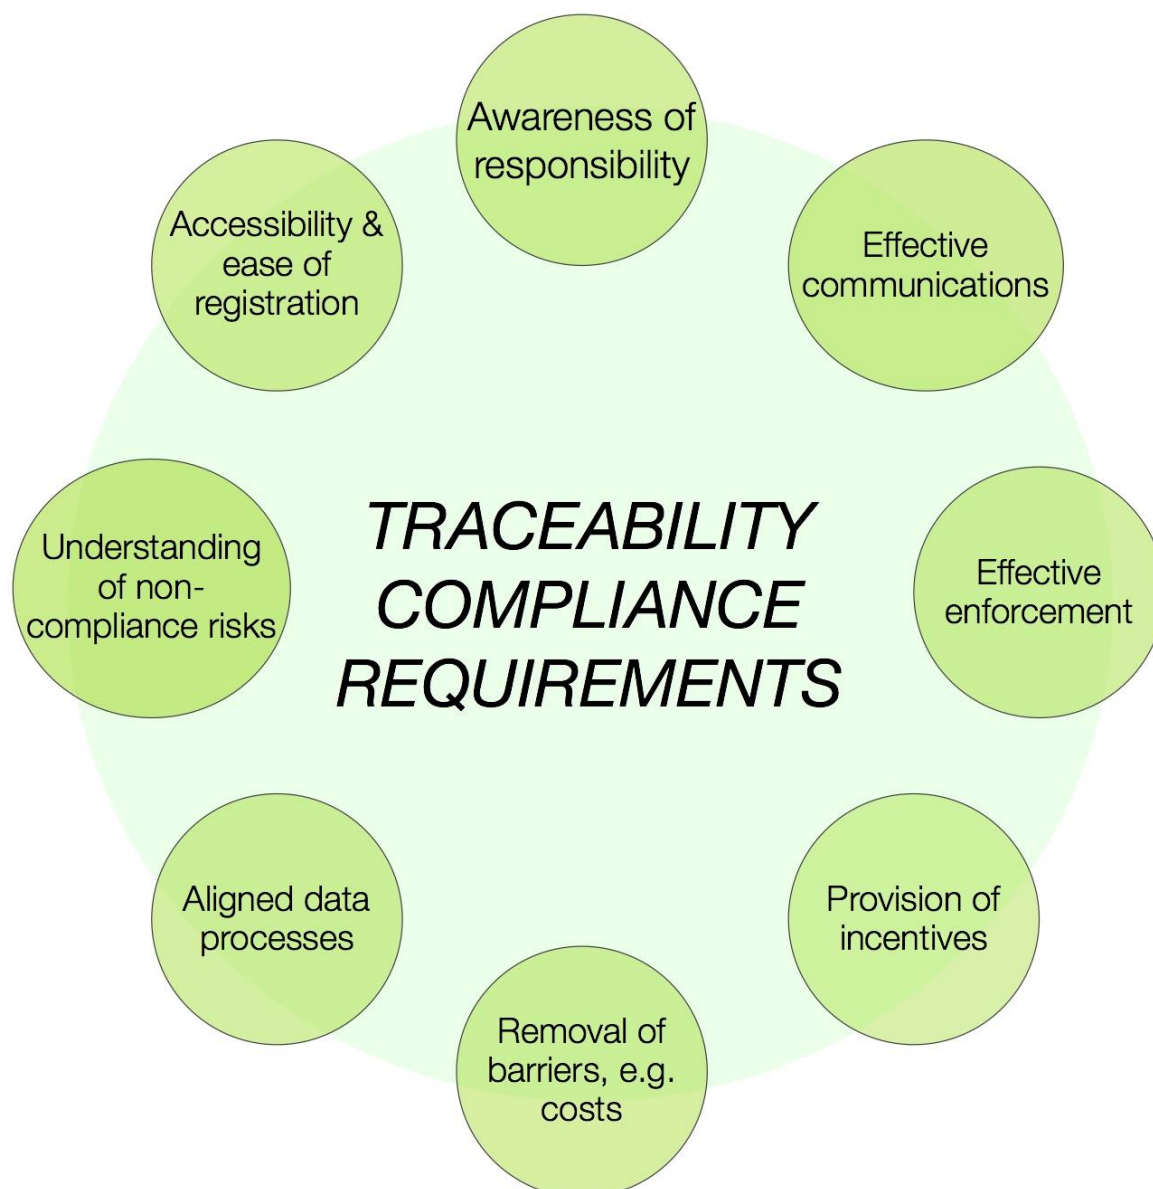 Awareness of
responsibility
Effective
communications
Effective
enforcement
Provision of
incentives
Removal of
barriers, e.g.
costs
Aligned data
processes
Understanding
of non-
compliance risks
Accessibility &
ease of
registration
TRACEABILITY
COMPLIANCE
REQUIREMENTS